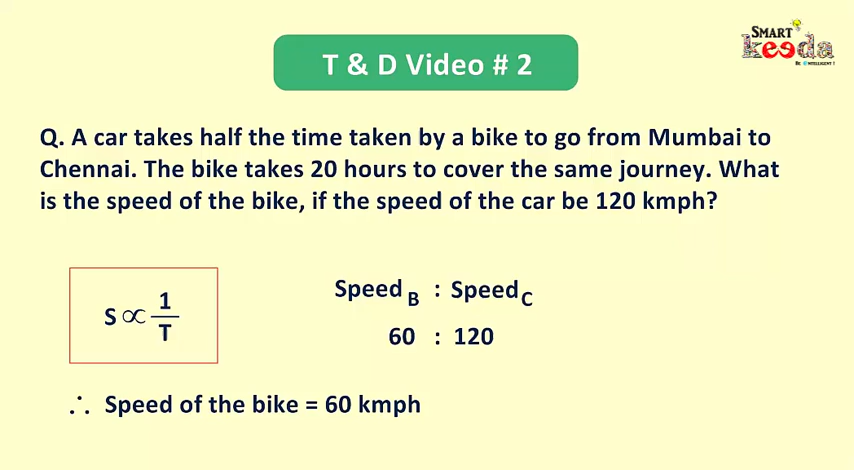 SMART
keeda
BE INTELLIGENT !
T & D Video # 2
Q. A car takes half the time taken by a bike to go from Mumbai to
Chennai. The bike takes 20 hours to cover the same journey. What
is the speed of the bike, if the speed of the car be 120 kmph?
Speed B : Speed C
S ∝ 1/T
60 : 120
∴ Speed of the bike = 60 kmph